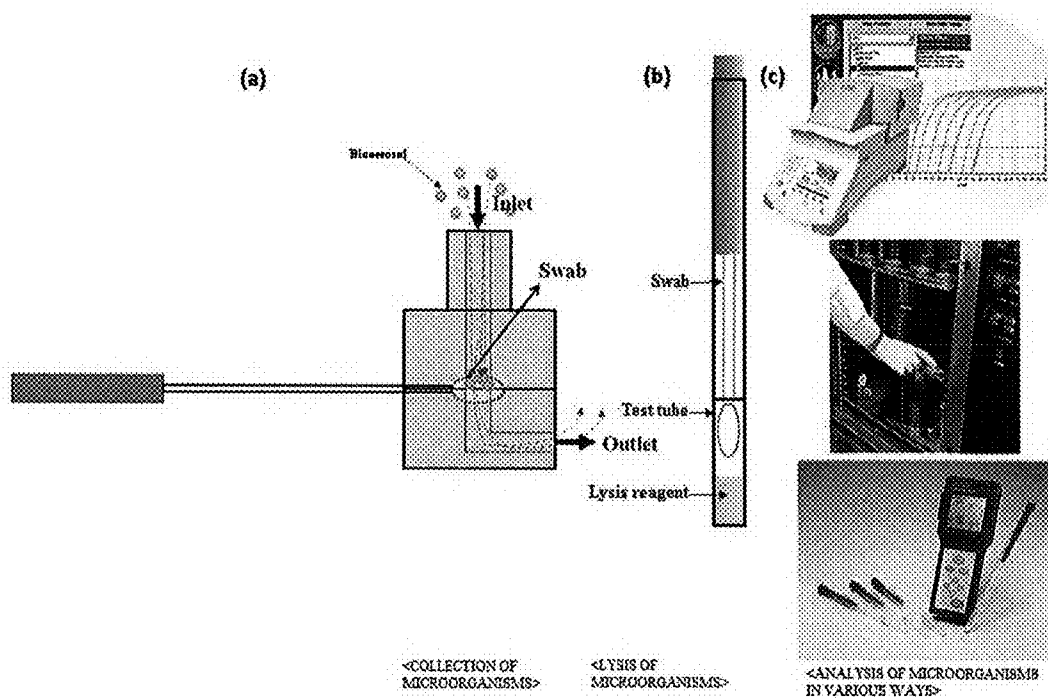 (a)
Bioaerosol
Inlet
Swab
Outlet
<COLLECTION OF
MICROORGANISMS>
(b)
Swab
Test tube
Lysis reagent
<LYSIS OF
MICROORGANISMS>
(c)
<ANALYSIS OF MICROORGANISMS
IN VARIOUS WAYS>